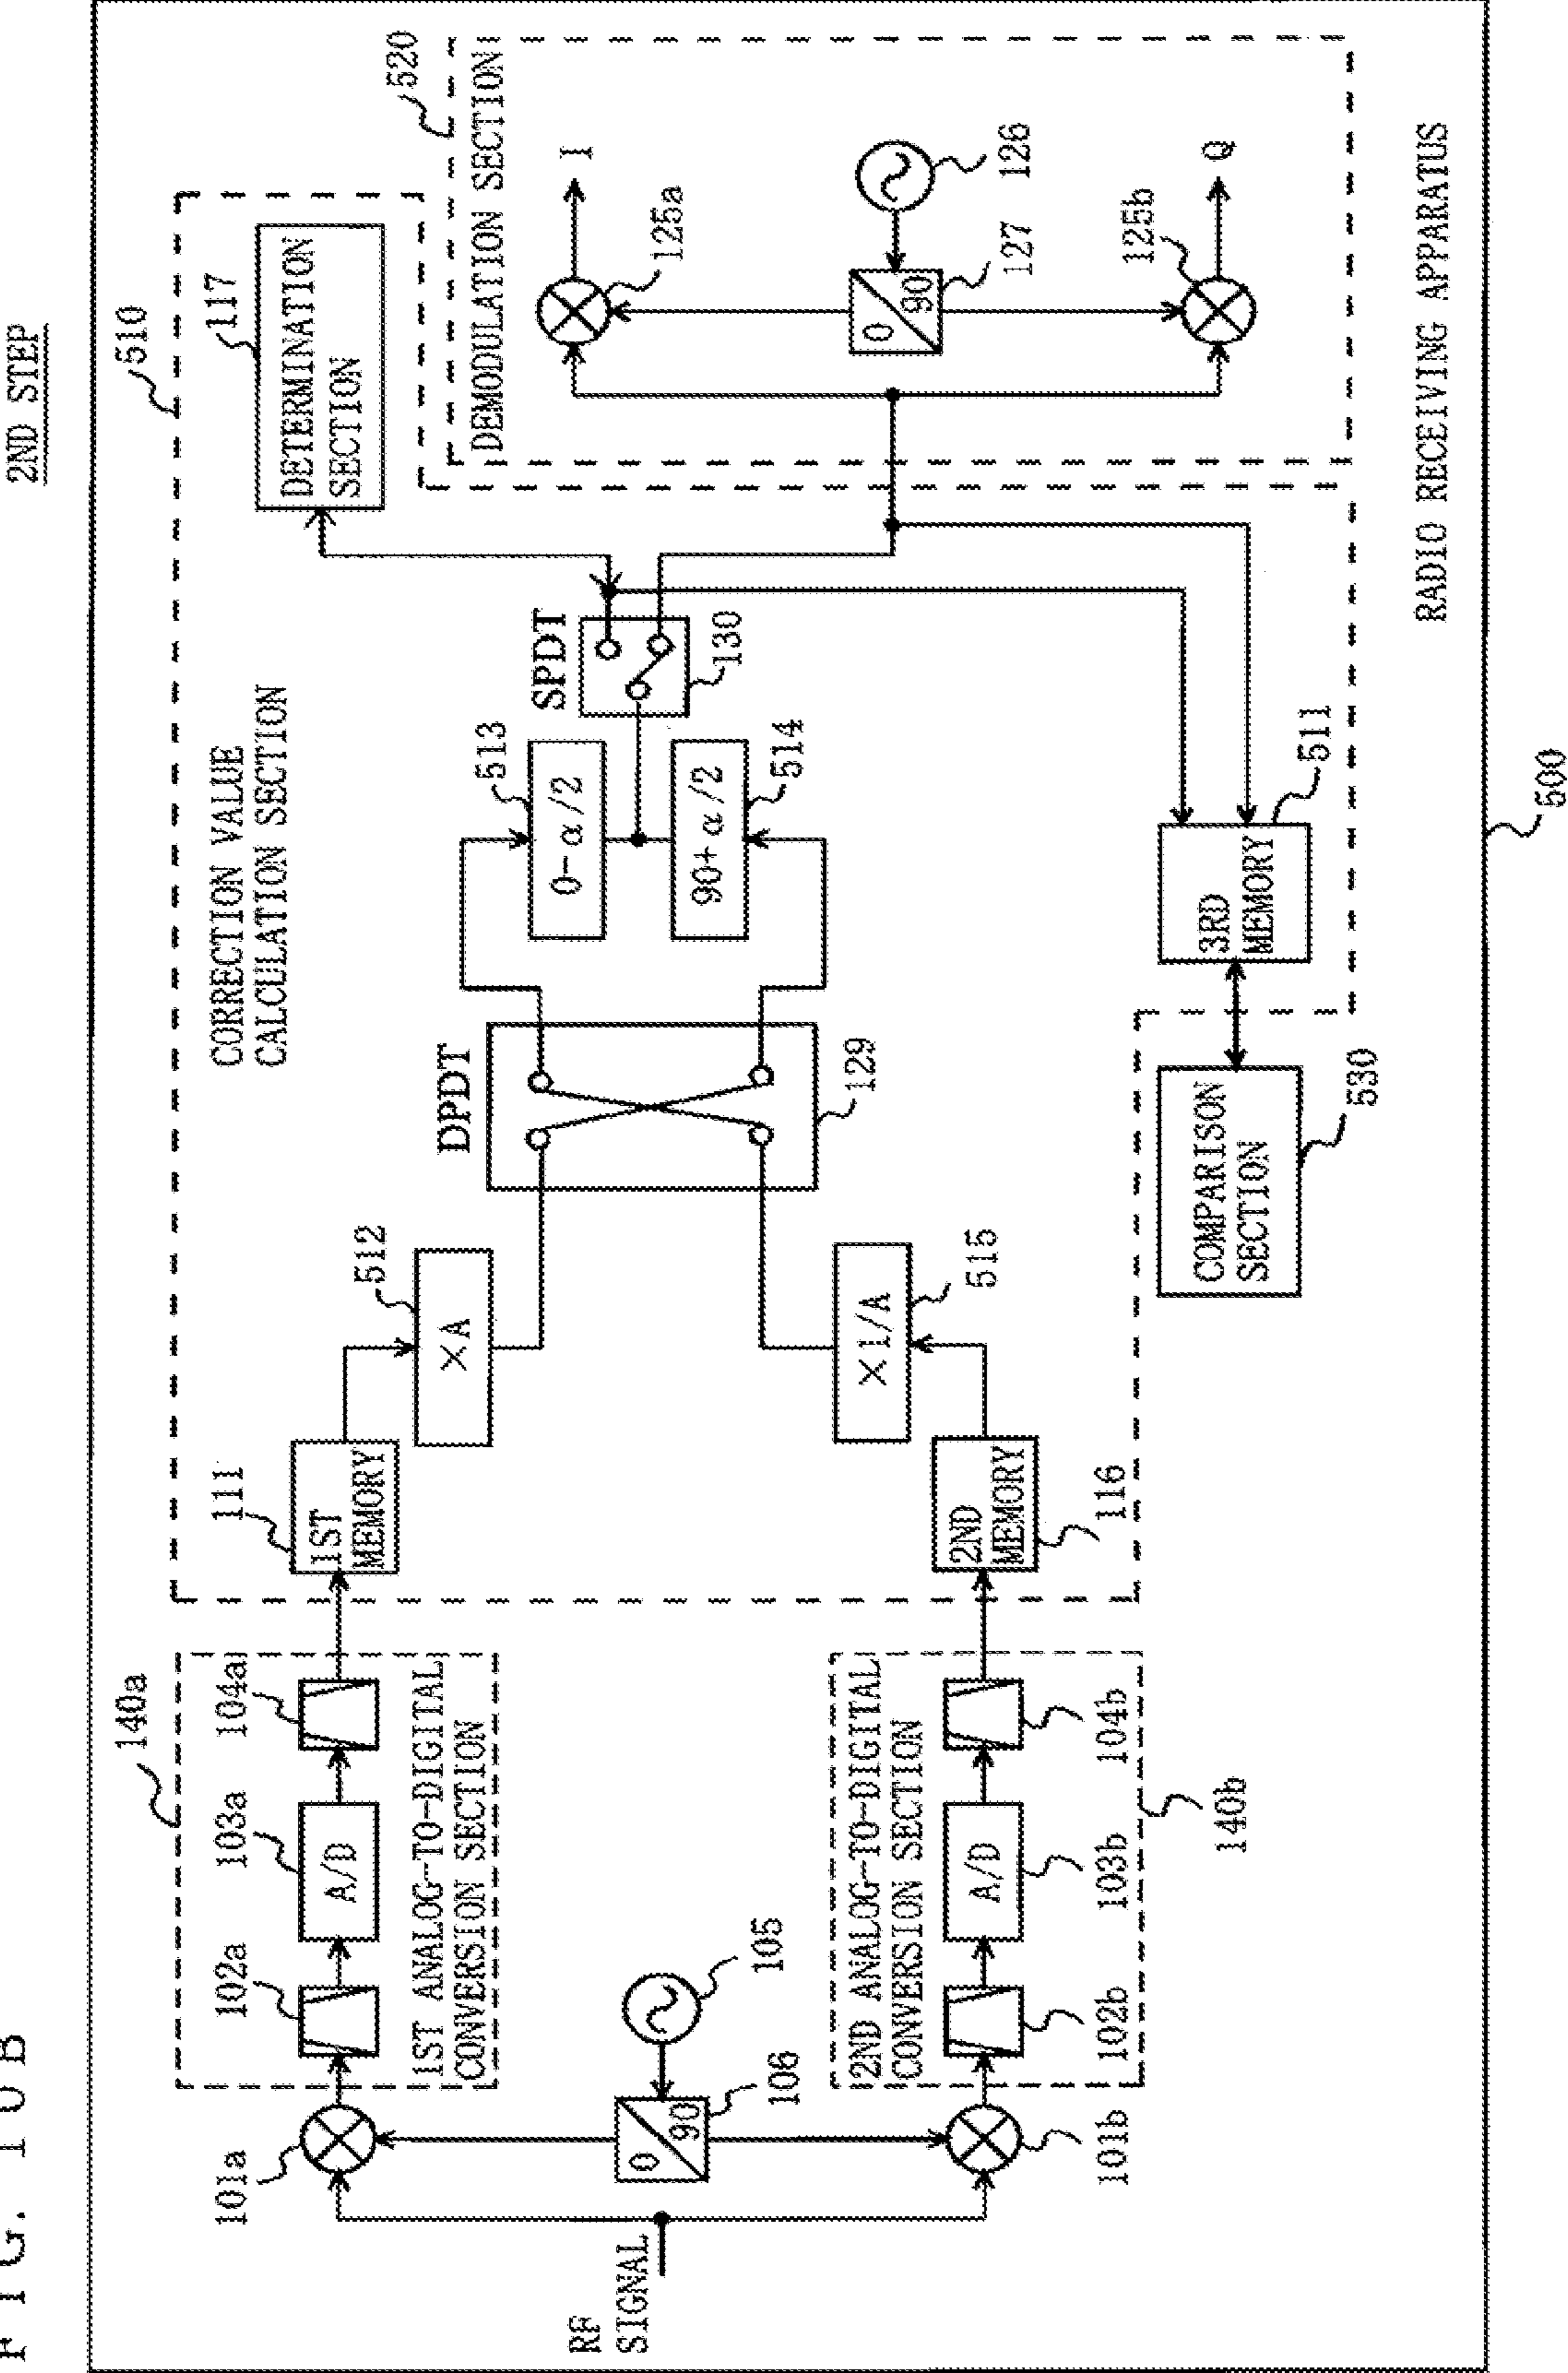 FIG. 10B
2ND STEP
510
CORRECTION VALUE
CALCULATION SECTION
117
DETERMINATION
SECTION
520
DEMODULATION SECTION
I
125a
126
0
90
127
125b
Q
140a
102a
103a
A/D
104a
1ST ANALOG-TO-DIGITAL
CONVERSION SECTION
101a
111
1ST
MEMORY
512
×A
DPDT
129
513
0-α/2
90+α/2
514
SPDT
130
RF
SIGNAL
105
0
90
106
2ND ANALOG-TO-DIGITAL
CONVERSION SECTION
101b
102b
A/D
103b
104b
140b
2ND
MEMORY
116
×1/A
515
COMPARISON
SECTION
530
3RD
MEMORY
511
RADIO RECEIVING APPARATUS
500